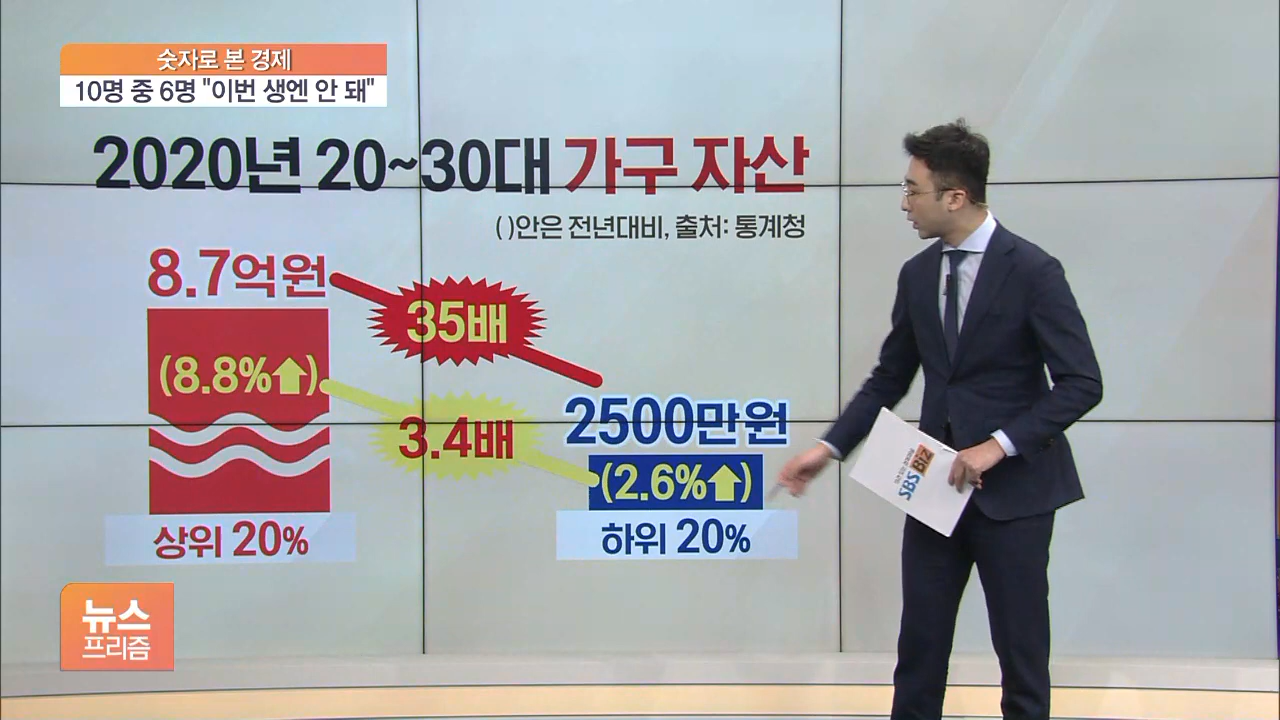 숫자로 본 경제
10명 중 6명 "이번 생엔 안 돼"
2020년 20~30대 가구 자산
( )안은 전년대비, 출처: 통계청
8.7억원
35배
(8.8%⬆)
3.4배
2500만원
(2.6%⬆)
상위 20%
하위 20%
SBS BIZ
뉴스
프리즘